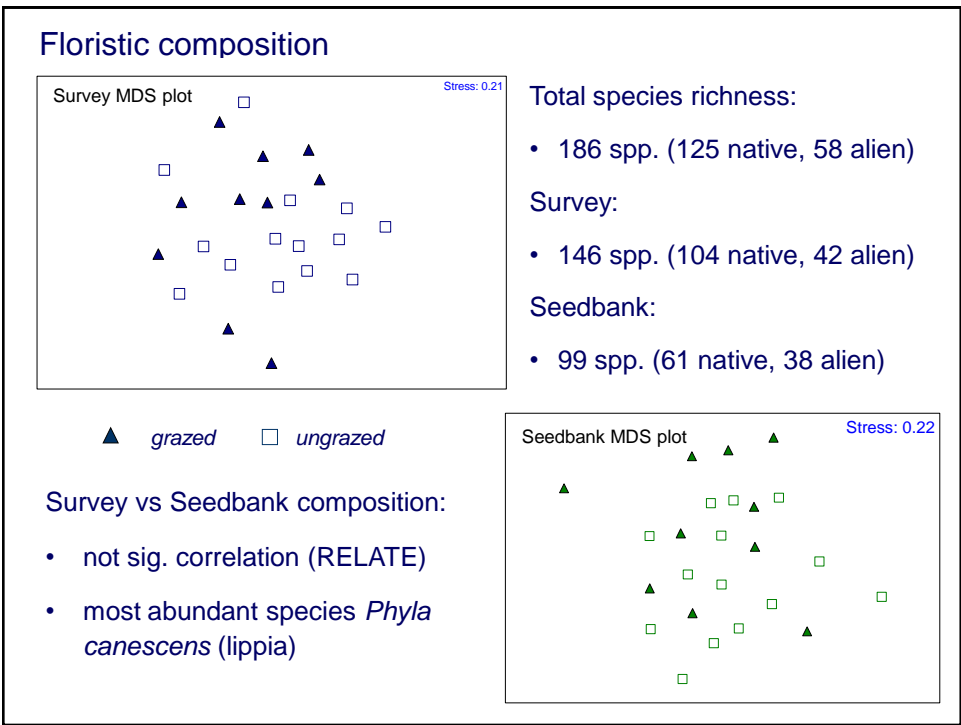 Floristic composition
Survey MDS plot
Stress: 0.21
Total species richness:
• 186 spp. (125 native, 58 alien)
Survey:
• 146 spp. (104 native, 42 alien)
Seedbank:
• 99 spp. (61 native, 38 alien)
grazed
ungrazed
Seedbank MDS plot
Stress: 0.22
Survey vs Seedbank composition:
• not sig. correlation (RELATE)
• most abundant species Phyla
canescens (lippia)